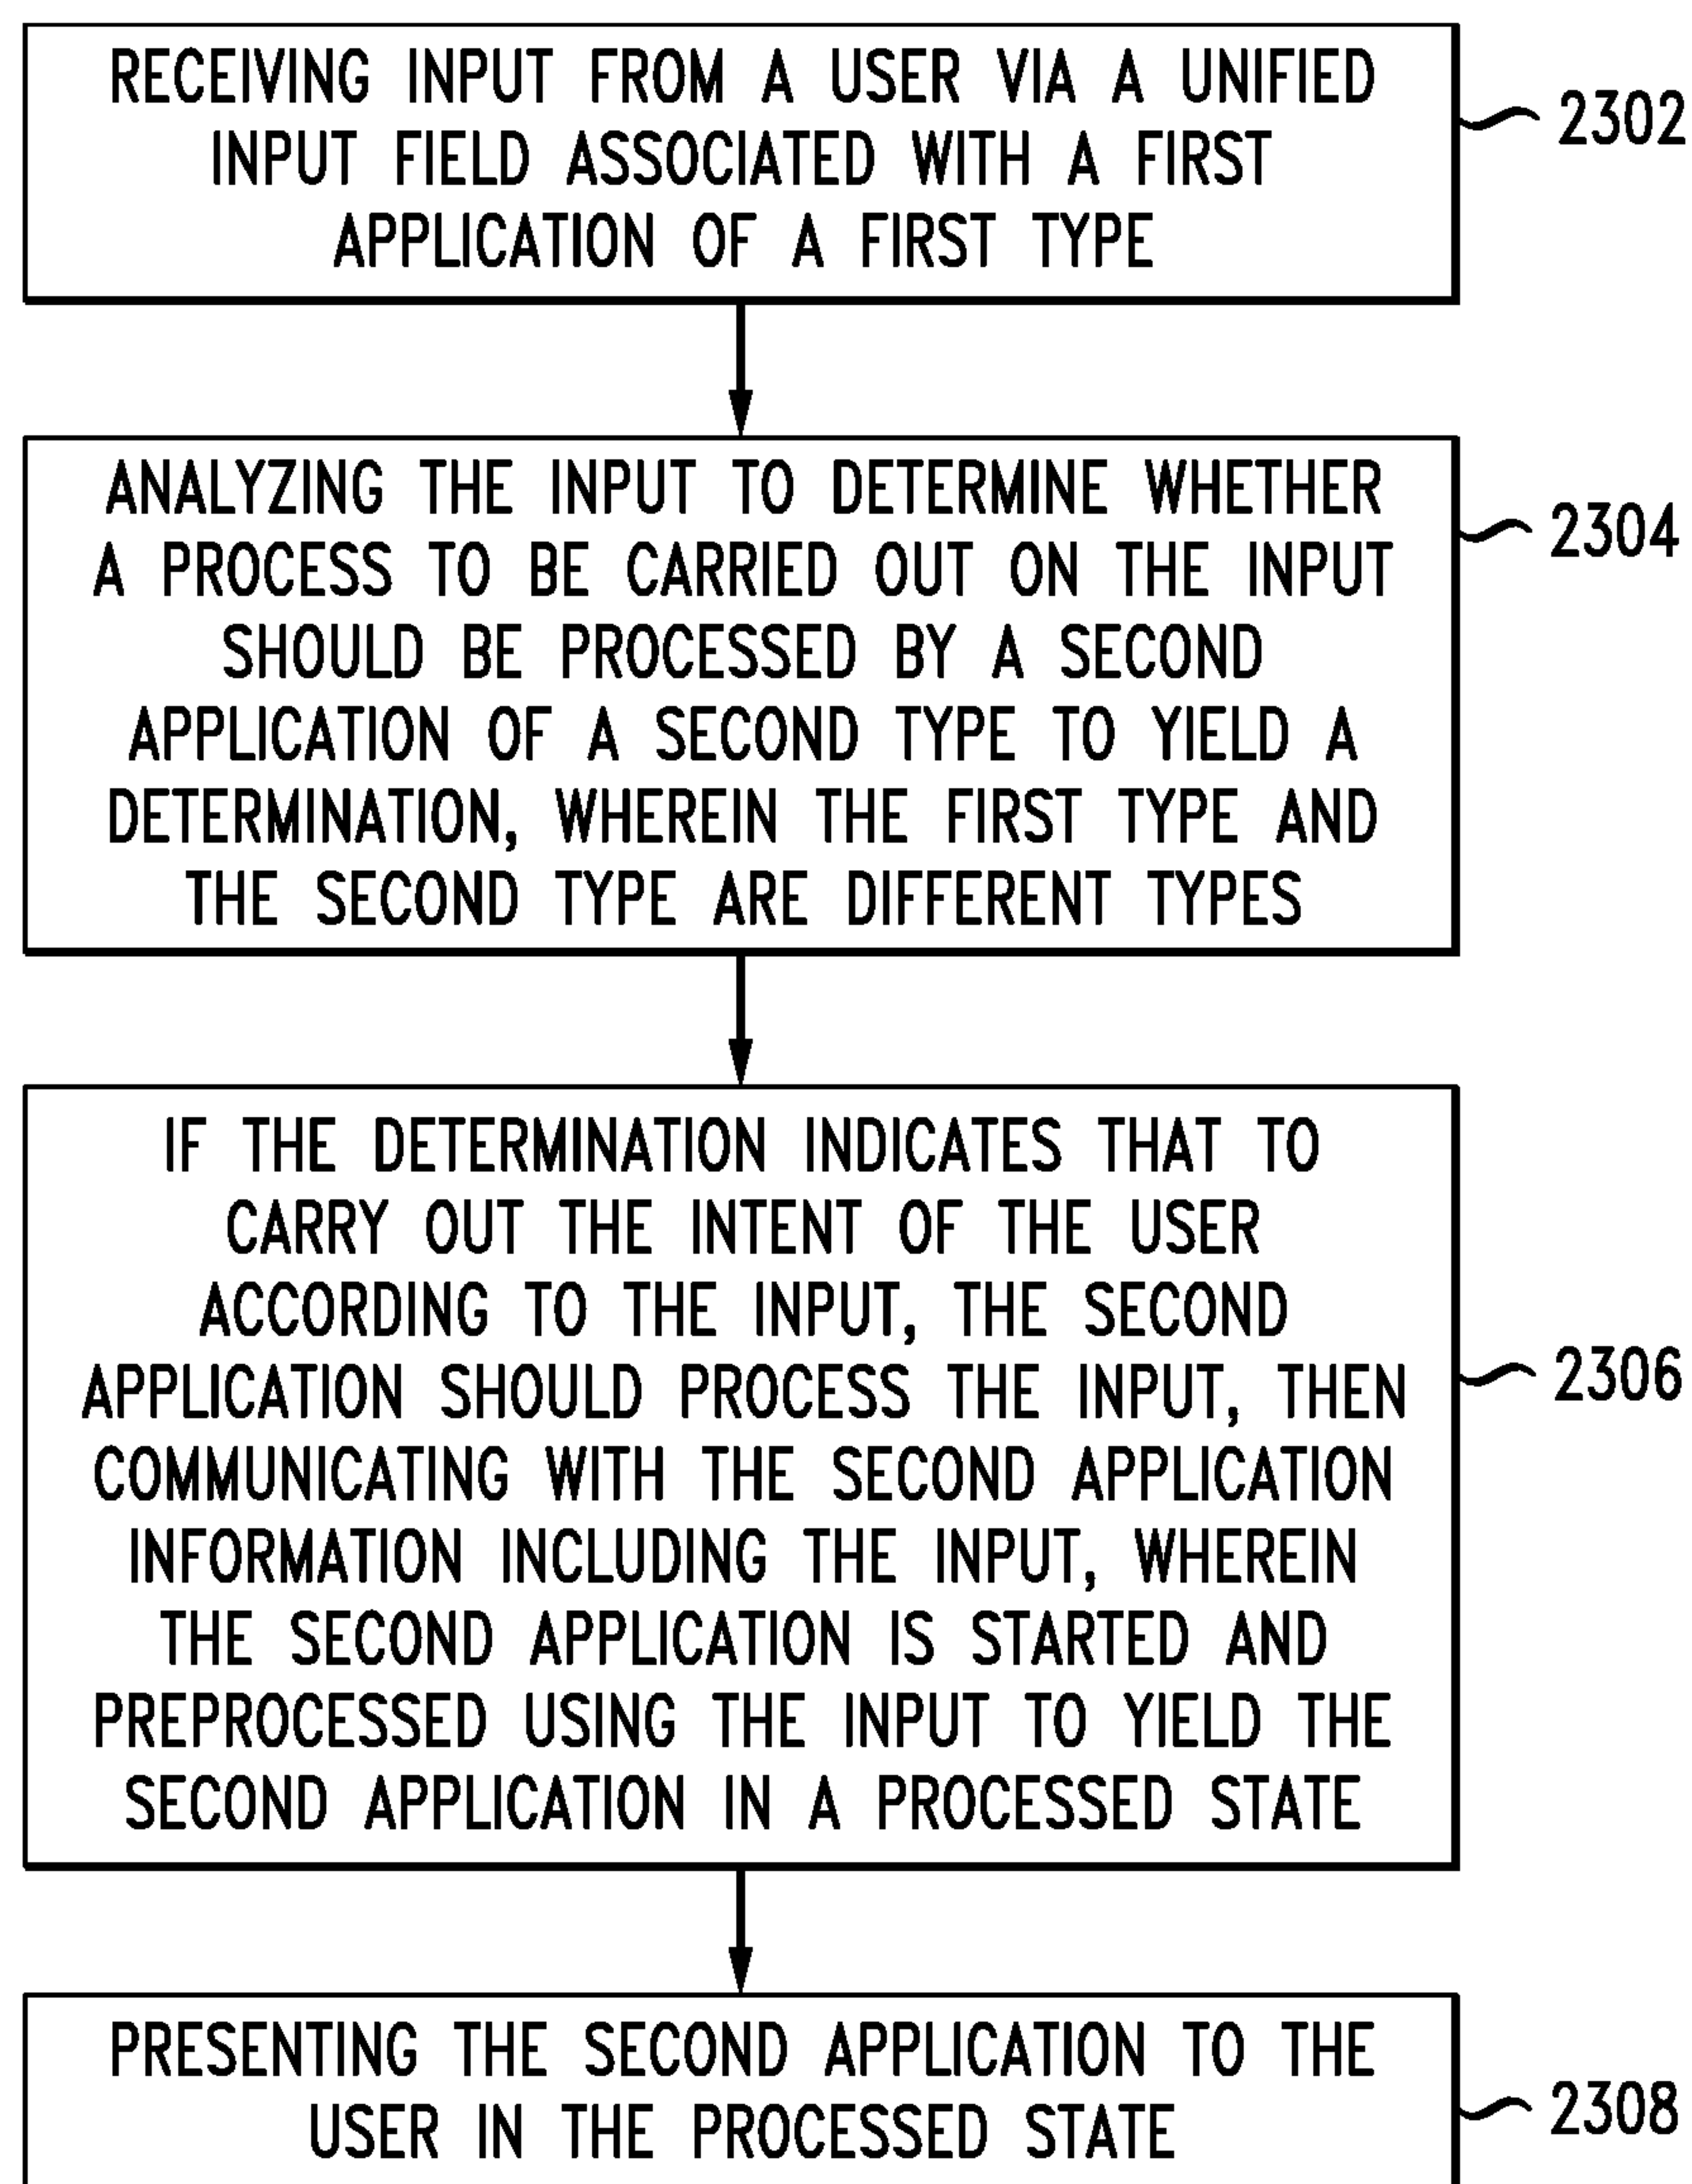 RECEIVING INPUT FROM A USER VIA A UNIFIED
INPUT FIELD ASSOCIATED WITH A FIRST
APPLICATION OF A FIRST TYPE
2302
ANALYZING THE INPUT TO DETERMINE WHETHER
A PROCESS TO BE CARRIED OUT ON THE INPUT
SHOULD BE PROCESSED BY A SECOND
APPLICATION OF A SECOND TYPE TO YIELD A
DETERMINATION, WHEREIN THE FIRST TYPE AND
THE SECOND TYPE ARE DIFFERENT TYPES
2304
IF THE DETERMINATION INDICATES THAT TO
CARRY OUT THE INTENT OF THE USER
ACCORDING TO THE INPUT, THE SECOND
APPLICATION SHOULD PROCESS THE INPUT, THEN
COMMUNICATING WITH THE SECOND APPLICATION
INFORMATION INCLUDING THE INPUT, WHEREIN
THE SECOND APPLICATION IS STARTED AND
PREPROCESSED USING THE INPUT TO YIELD THE
SECOND APPLICATION IN A PROCESSED STATE
2306
PRESENTING THE SECOND APPLICATION TO THE
USER IN THE PROCESSED STATE
2308